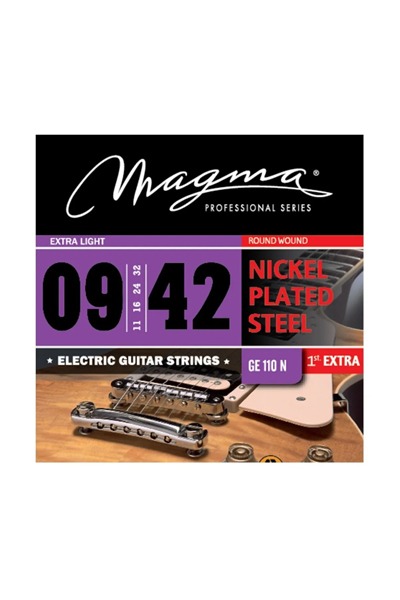 Magma®
PROFESSIONAL SERIES
EXTRA LIGHT
ROUND WOUND
09 11 16 24 32 42
NICKEL
PLATED
STEEL
★ ELECTRIC GUITAR STRINGS ★
GE 110 N
1st. EXTRA